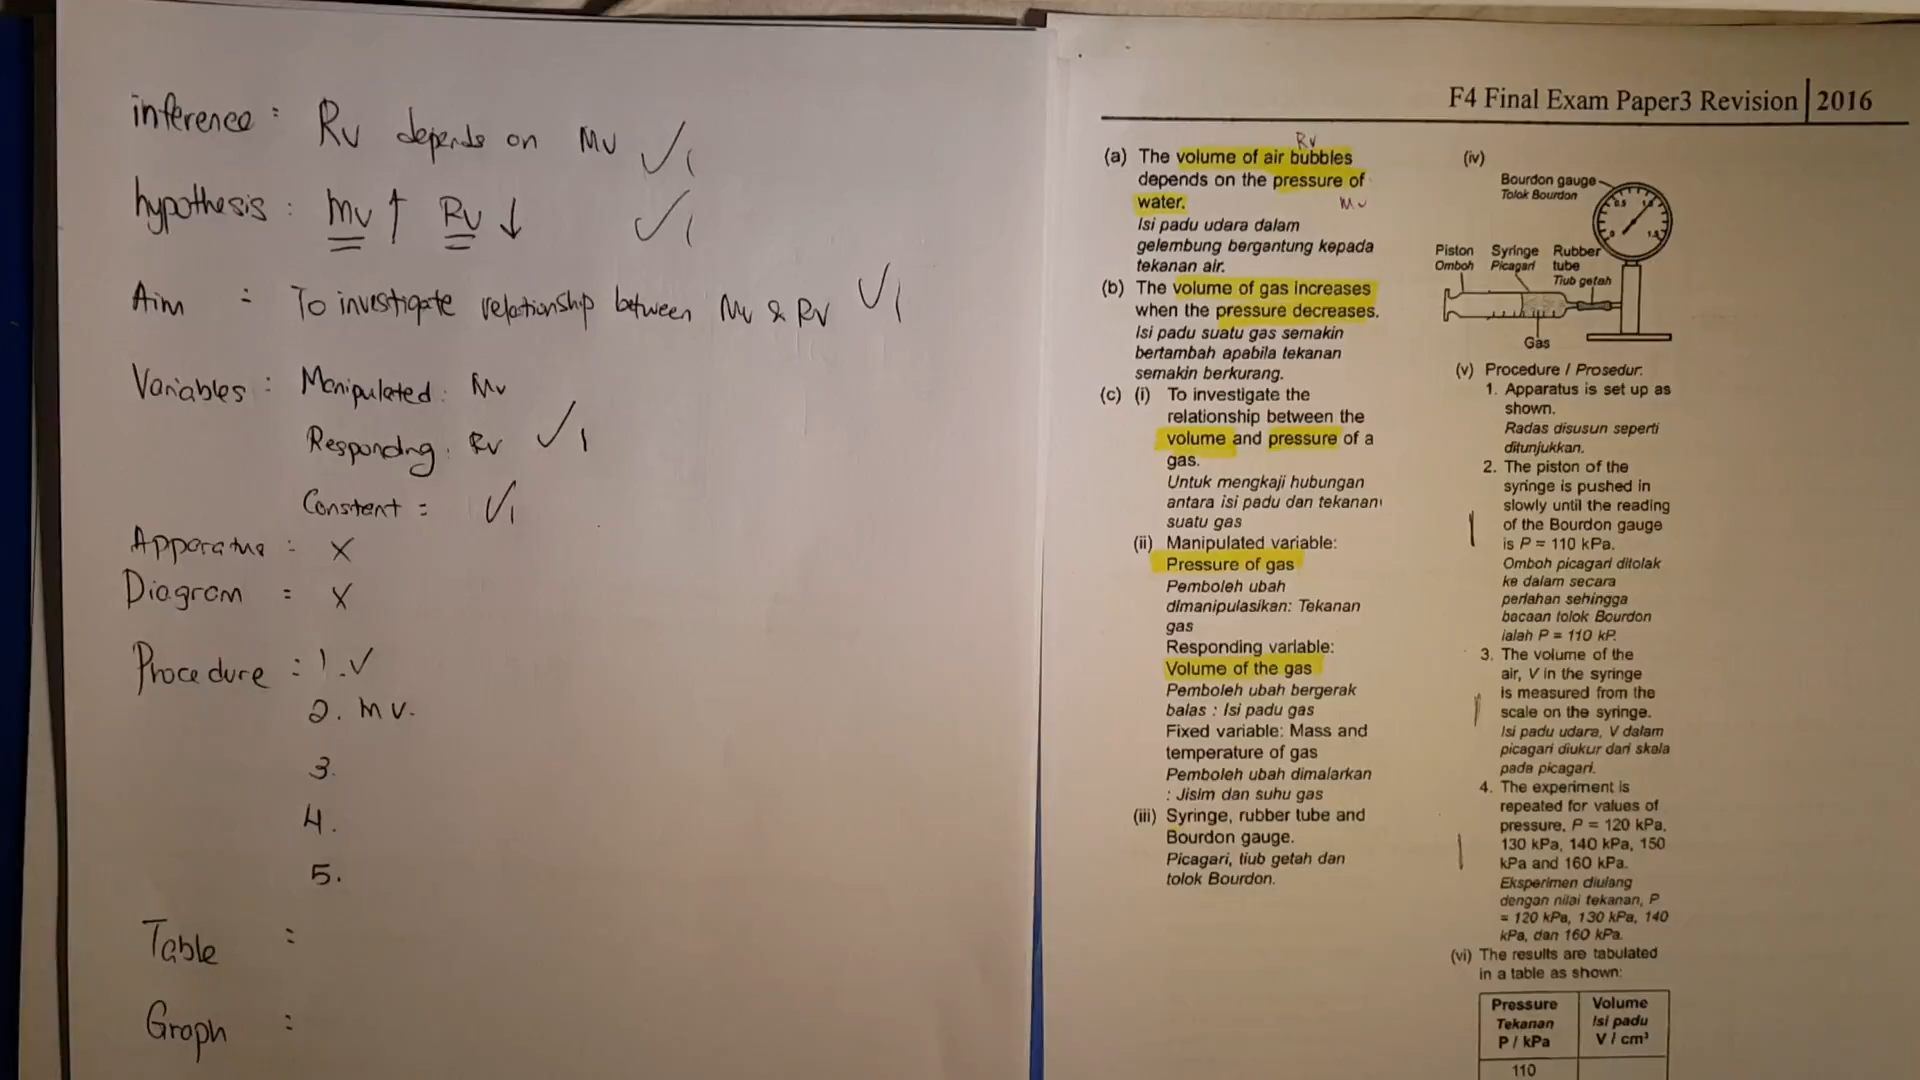 inference : Rv depends on Mv ✓1
hypothesis : mv ↑ Rv ↓ ✓1
Aim : To investigate relationship between Mv & Rv ✓1
Variables : Manipulated : Mv
Responding : Rv ✓1
Constant = ✓1
Apparatus : X
Diagram = X
Procedure : 1. ✓
2. mv.
3.
4.
5.
Table :
Graph :
F4 Final Exam Paper3 Revision | 2016
Rv
(a) The volume of air bubbles
depends on the pressure of
water. Mv
Isi padu udara dalam
gelembung bergantung kepada
tekanan air.
(b) The volume of gas increases
when the pressure decreases.
Isi padu suatu gas semakin
bertambah apabila tekanan
semakin berkurang.
(c) (i) To investigate the
relationship between the
volume and pressure of a
gas.
Untuk mengkaji hubungan
antara isi padu dan tekanan
suatu gas
(ii) Manipulated variable:
Pressure of gas
Pemboleh ubah
dimanipulasikan: Tekanan
gas
Responding variable:
Volume of the gas
Pemboleh ubah bergerak
balas : Isi padu gas
Fixed variable: Mass and
temperature of gas
Pemboleh ubah dimalarkan
: Jisim dan suhu gas
(iii) Syringe, rubber tube and
Bourdon gauge.
Picagari, tiub getah dan
tolok Bourdon.
(iv)
Bourdon gauge
Tolok Bourdon
Piston Syringe Rubber
Omboh Picagari tube
Tiub getah
Gas
(v) Procedure / Prosedur:
1. Apparatus is set up as
shown.
Radas disusun seperti
ditunjukkan.
2. The piston of the
syringe is pushed in
slowly until the reading
of the Bourdon gauge
is P = 110 kPa.
Omboh picagari ditolak
ke dalam secara
perlahan sehingga
bacaan tolok Bourdon
ialah P = 110 kP.
3. The volume of the
air, V in the syringe
is measured from the
scale on the syringe.
Isi padu udara, V dalam
picagari diukur dari skala
pada picagari.
4. The experiment is
repeated for values of
pressure, P = 120 kPa,
130 kPa, 140 kPa, 150
kPa and 160 kPa.
Eksperimen diulang
dengan nilai tekanan, P
= 120 kPa, 130 kPa, 140
kPa, dan 160 kPa.
(vi) The results are tabulated
in a table as shown:
Pressure Volume
Tekanan Isi padu
P / kPa V / cm³
110